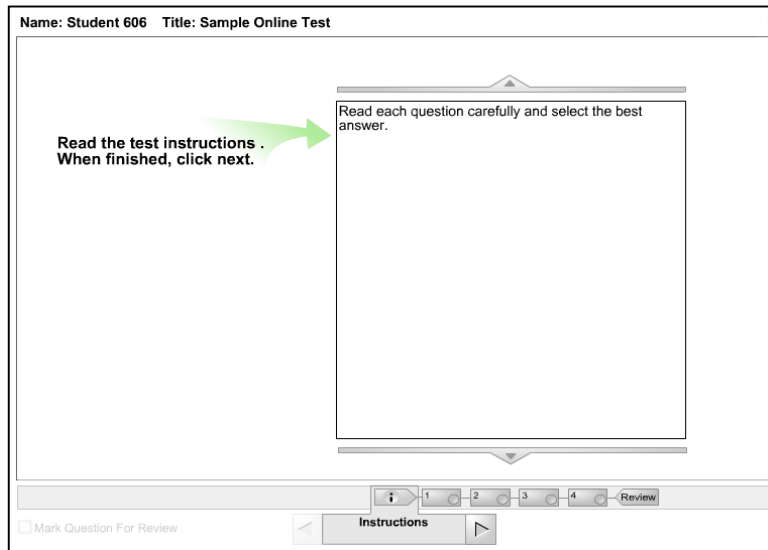 Name: Student 606    Title: Sample Online Test
Read the test instructions .
When finished, click next.
Read each question carefully and select the best
answer.
i 1 2 3 4 Review
Mark Question For Review
Instructions